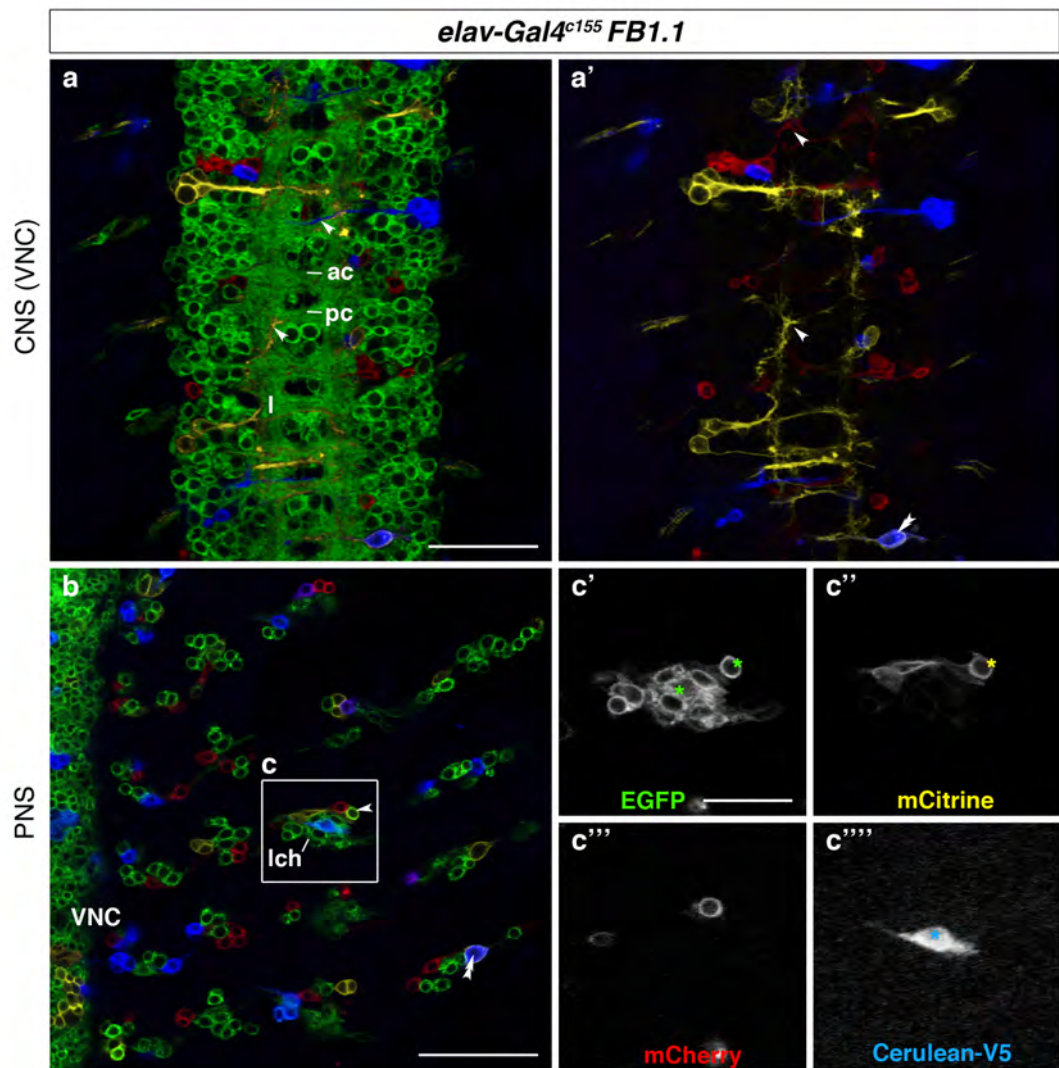 elav-Gal4c155 FB1.1
CNS (VNC)
a
ac
pc
l
a'
PNS
b
c
lch
VNC
c'
EGFP
*
*
c''
*
mCitrine
c'''
mCherry
c''''
*
Cerulean-V5